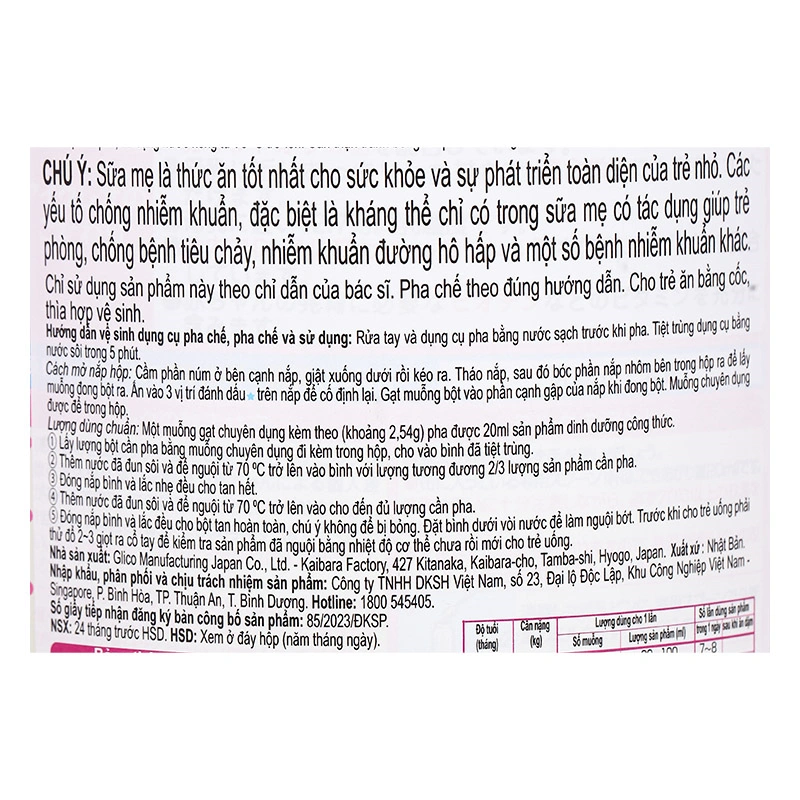 CHÚ Ý: Sữa mẹ là thức ăn tốt nhất cho sức khỏe và sự phát triển toàn diện của trẻ nhỏ. Các
yếu tố chống nhiễm khuẩn, đặc biệt là kháng thể chỉ có trong sữa mẹ có tác dụng giúp trẻ
phòng, chống bệnh tiêu chảy, nhiễm khuẩn đường hô hấp và một số bệnh nhiễm khuẩn khác.
Chỉ sử dụng sản phẩm này theo chỉ dẫn của bác sĩ. Pha chế theo đúng hướng dẫn. Cho trẻ ăn bằng cốc,
thìa hợp vệ sinh.
Hướng dẫn vệ sinh dụng cụ pha chế, pha chế và sử dụng: Rửa tay và dụng cụ pha bằng nước sạch trước khi pha. Tiệt trùng dụng cụ bằng
nước sôi trong 5 phút.
Cách mở nắp hộp: Cầm phần núm ở bên cạnh nắp, giật xuống dưới rồi kéo ra. Tháo nắp, sau đó bóc phần nắp nhôm bên trong hộp ra để lấy
muỗng đong bột ra. Ấn vào 3 vị trí đánh dấu ★ trên nắp để cố định lại. Gạt muỗng bột vào phần cạnh gập của nắp khi đong bột. Muỗng chuyên dụng
được để trong hộp.
Lượng dùng chuẩn: Một muỗng gạt chuyên dụng kèm theo (khoảng 2,54g) pha được 20ml sản phẩm dinh dưỡng công thức.
① Lấy lượng bột cần pha bằng muỗng chuyên dụng đi kèm trong hộp, cho vào bình đã tiệt trùng.
② Thêm nước đã đun sôi và để nguội từ 70 ºC trở lên vào bình với lượng tương đương 2/3 lượng sản phẩm cần pha.
③ Đóng nắp bình và lắc nhẹ đều cho tan hết.
④ Thêm nước đã đun sôi và để nguội từ 70 ºC trở lên vào cho đến đủ lượng cần pha.
⑤ Đóng nắp bình và lắc đều cho bột tan hoàn toàn, chú ý không để bị bỏng. Đặt bình dưới vòi nước để làm nguội bớt. Trước khi cho trẻ uống phải
thử đổ 2~3 giọt ra cổ tay để kiểm tra sản phẩm đã nguội bằng nhiệt độ cơ thể chưa rồi mới cho trẻ uống.
Nhà sản xuất: Glico Manufacturing Japan Co., Ltd. - Kaibara Factory, 427 Kitanaka, Kaibara-cho, Tamba-shi, Hyogo, Japan. Xuất xứ : Nhật Bản.
Nhập khẩu, phân phối và chịu trách nhiệm sản phẩm: Công ty TNHH DKSH Việt Nam, số 23, Đại lộ Độc Lập, Khu Công Nghiệp Việt Nam -
Singapore, P. Bình Hòa, TP. Thuận An, T. Bình Dương. Hotline: 1800 545405.
Số giấy tiếp nhận đăng ký bản công bố sản phẩm: 85/2023/ĐKSP.
NSX: 24 tháng trước HSD. HSD: Xem ở đáy hộp (năm tháng ngày).
Độ tuổi (tháng)
Cân nặng (kg)
Lượng dùng cho 1 lần
Số muỗng
Lượng sản phẩm (ml)
Số lần dùng sản phẩm
trong 1 ngày sau khi ăn dặm
7~8